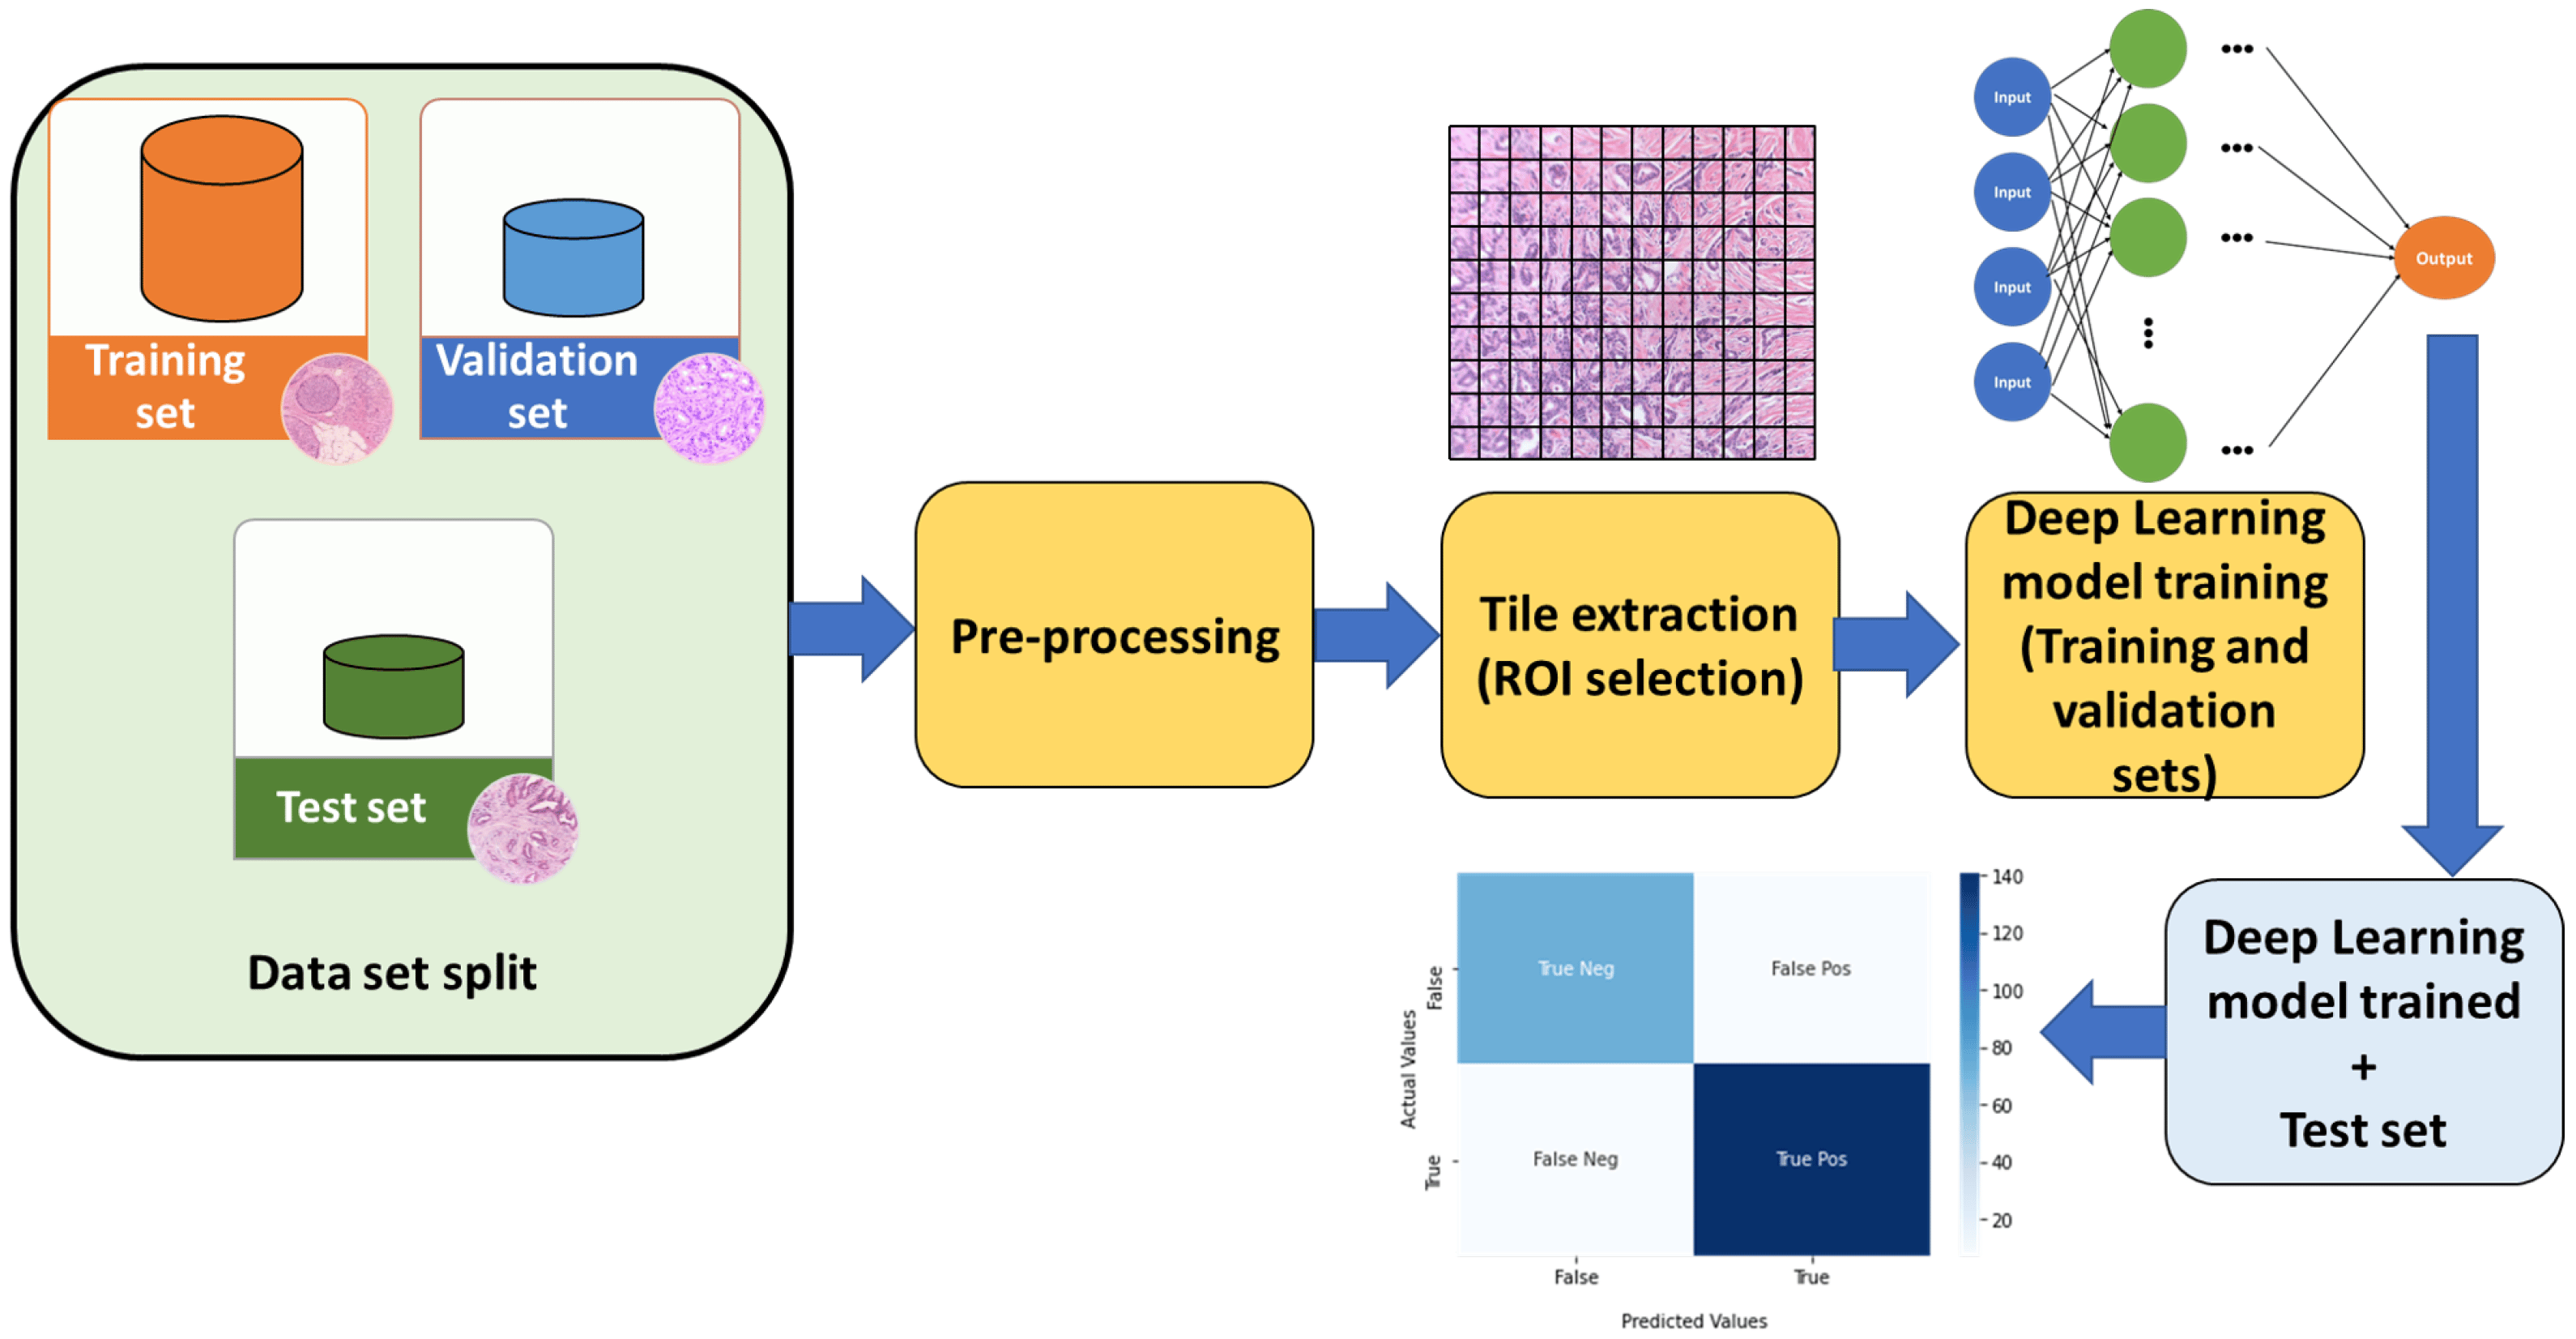 Training
set
Validation
set
Test set
Data set split
Pre-processing
Tile extraction
(ROI selection)
Input
Input
Input
Input
Output
Deep Learning
model training
(Training and
validation
sets)
Deep Learning
model trained
+
Test set
True Neg
False Pos
False Neg
True Pos
Actual Values
False
True
False
True
Predicted Values
140
120
100
80
60
40
20